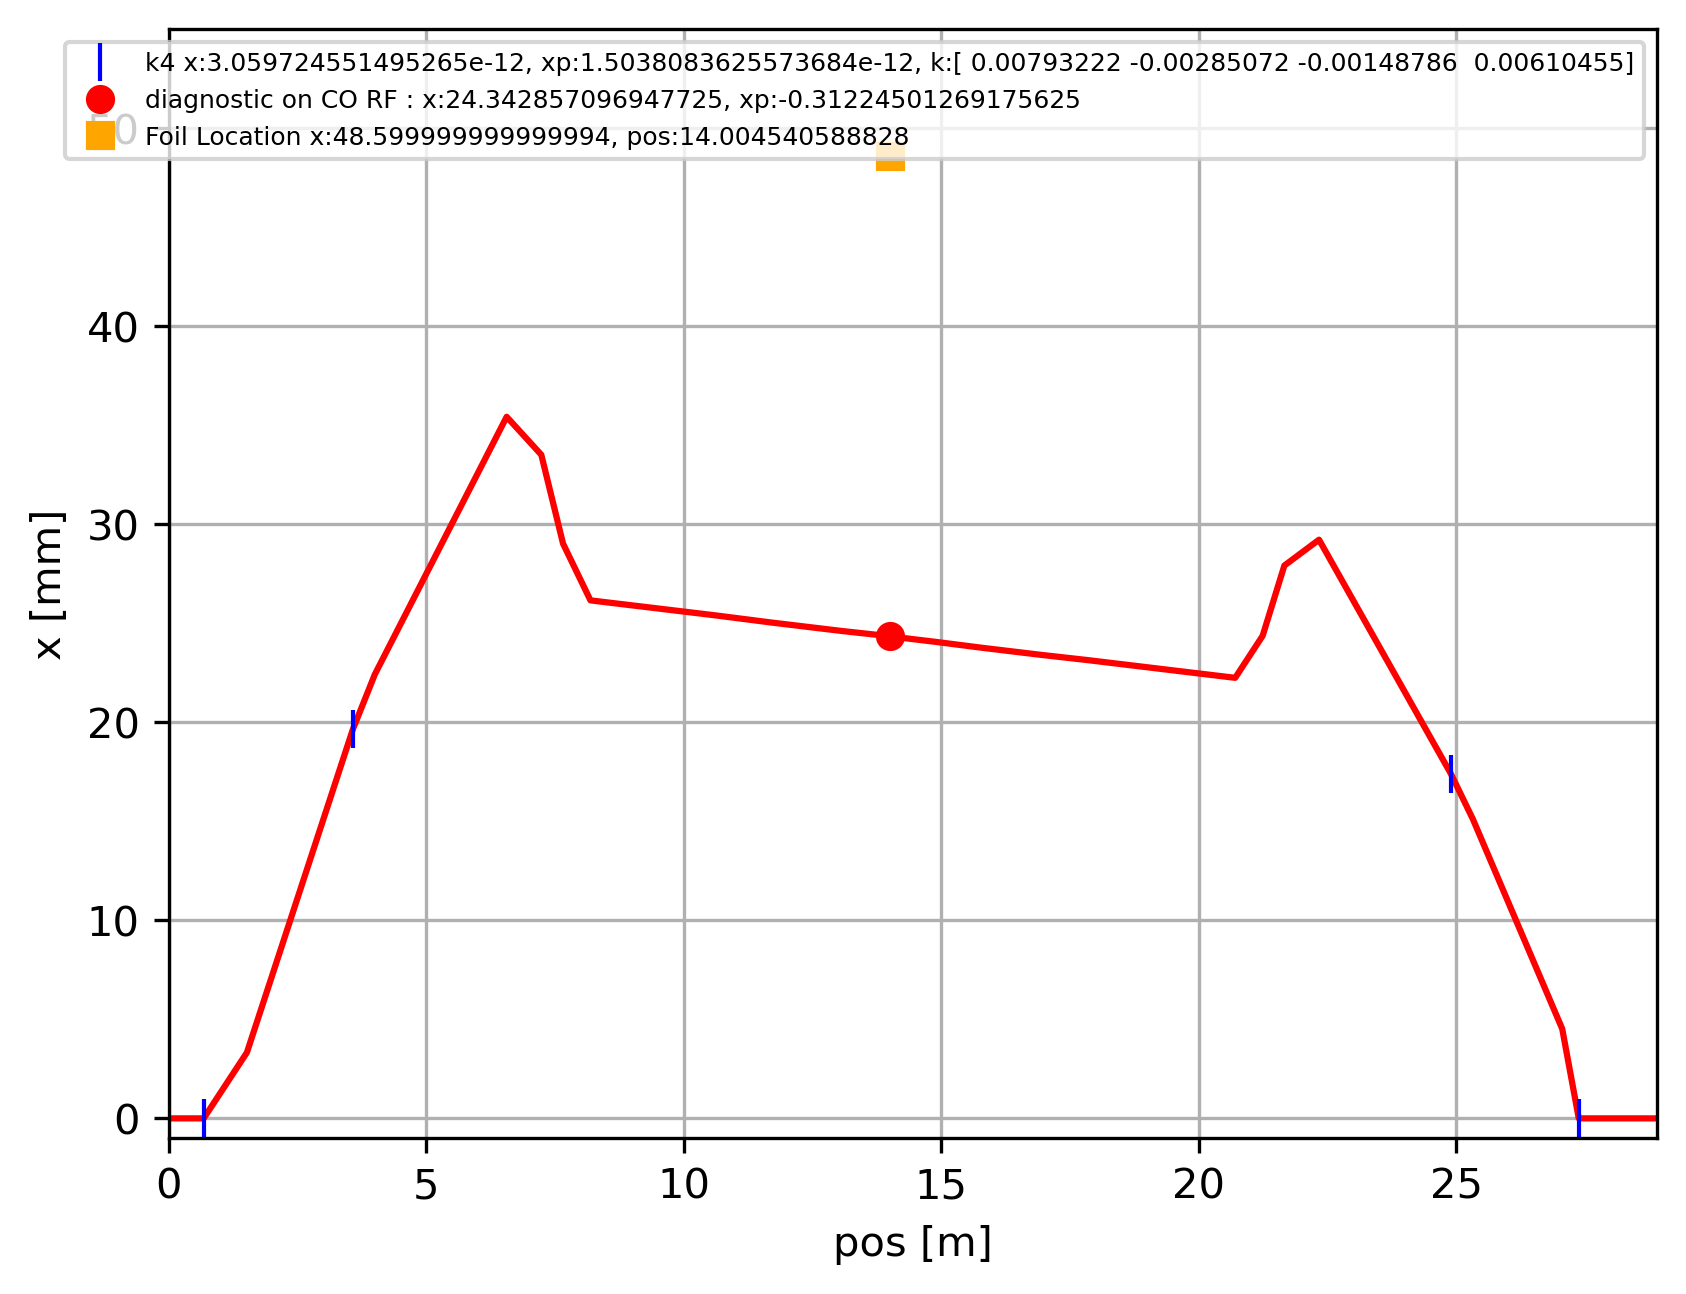 k4 x:3.059724551495265e-12, xp:1.5038083625573684e-12, k:[ 0.00793222 -0.00285072 -0.00148786  0.00610455]
diagnostic on CO RF : x:24.342857096947725, xp:-0.31224501269175625
Foil Location x:48.599999999999994, pos:14.004540588828
50
40
30
20
10
0
x [mm]
0 5 10 15 20 25
pos [m]